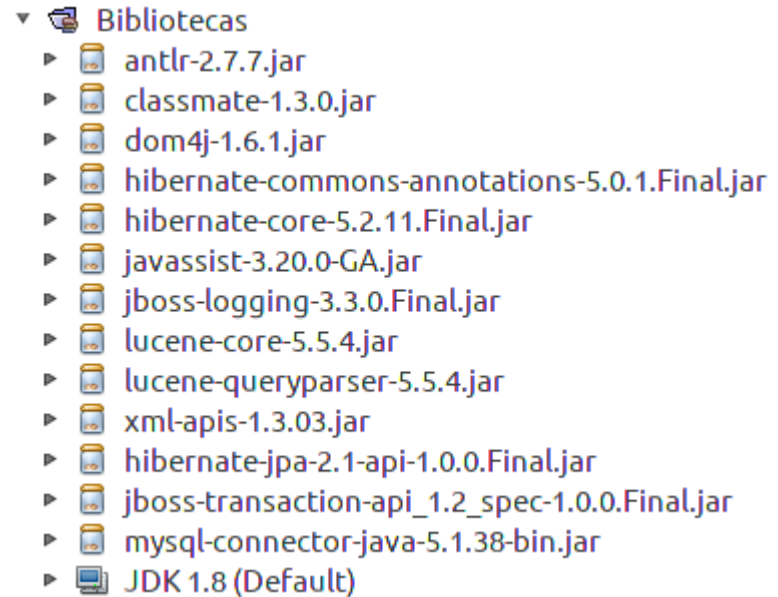 Bibliotecas
antlr-2.7.7.jar
classmate-1.3.0.jar
dom4j-1.6.1.jar
hibernate-commons-annotations-5.0.1.Final.jar
hibernate-core-5.2.11.Final.jar
javassist-3.20.0-GA.jar
jboss-logging-3.3.0.Final.jar
lucene-core-5.5.4.jar
lucene-queryparser-5.5.4.jar
xml-apis-1.3.03.jar
hibernate-jpa-2.1-api-1.0.0.Final.jar
jboss-transaction-api_1.2_spec-1.0.0.Final.jar
mysql-connector-java-5.1.38-bin.jar
JDK 1.8 (Default)